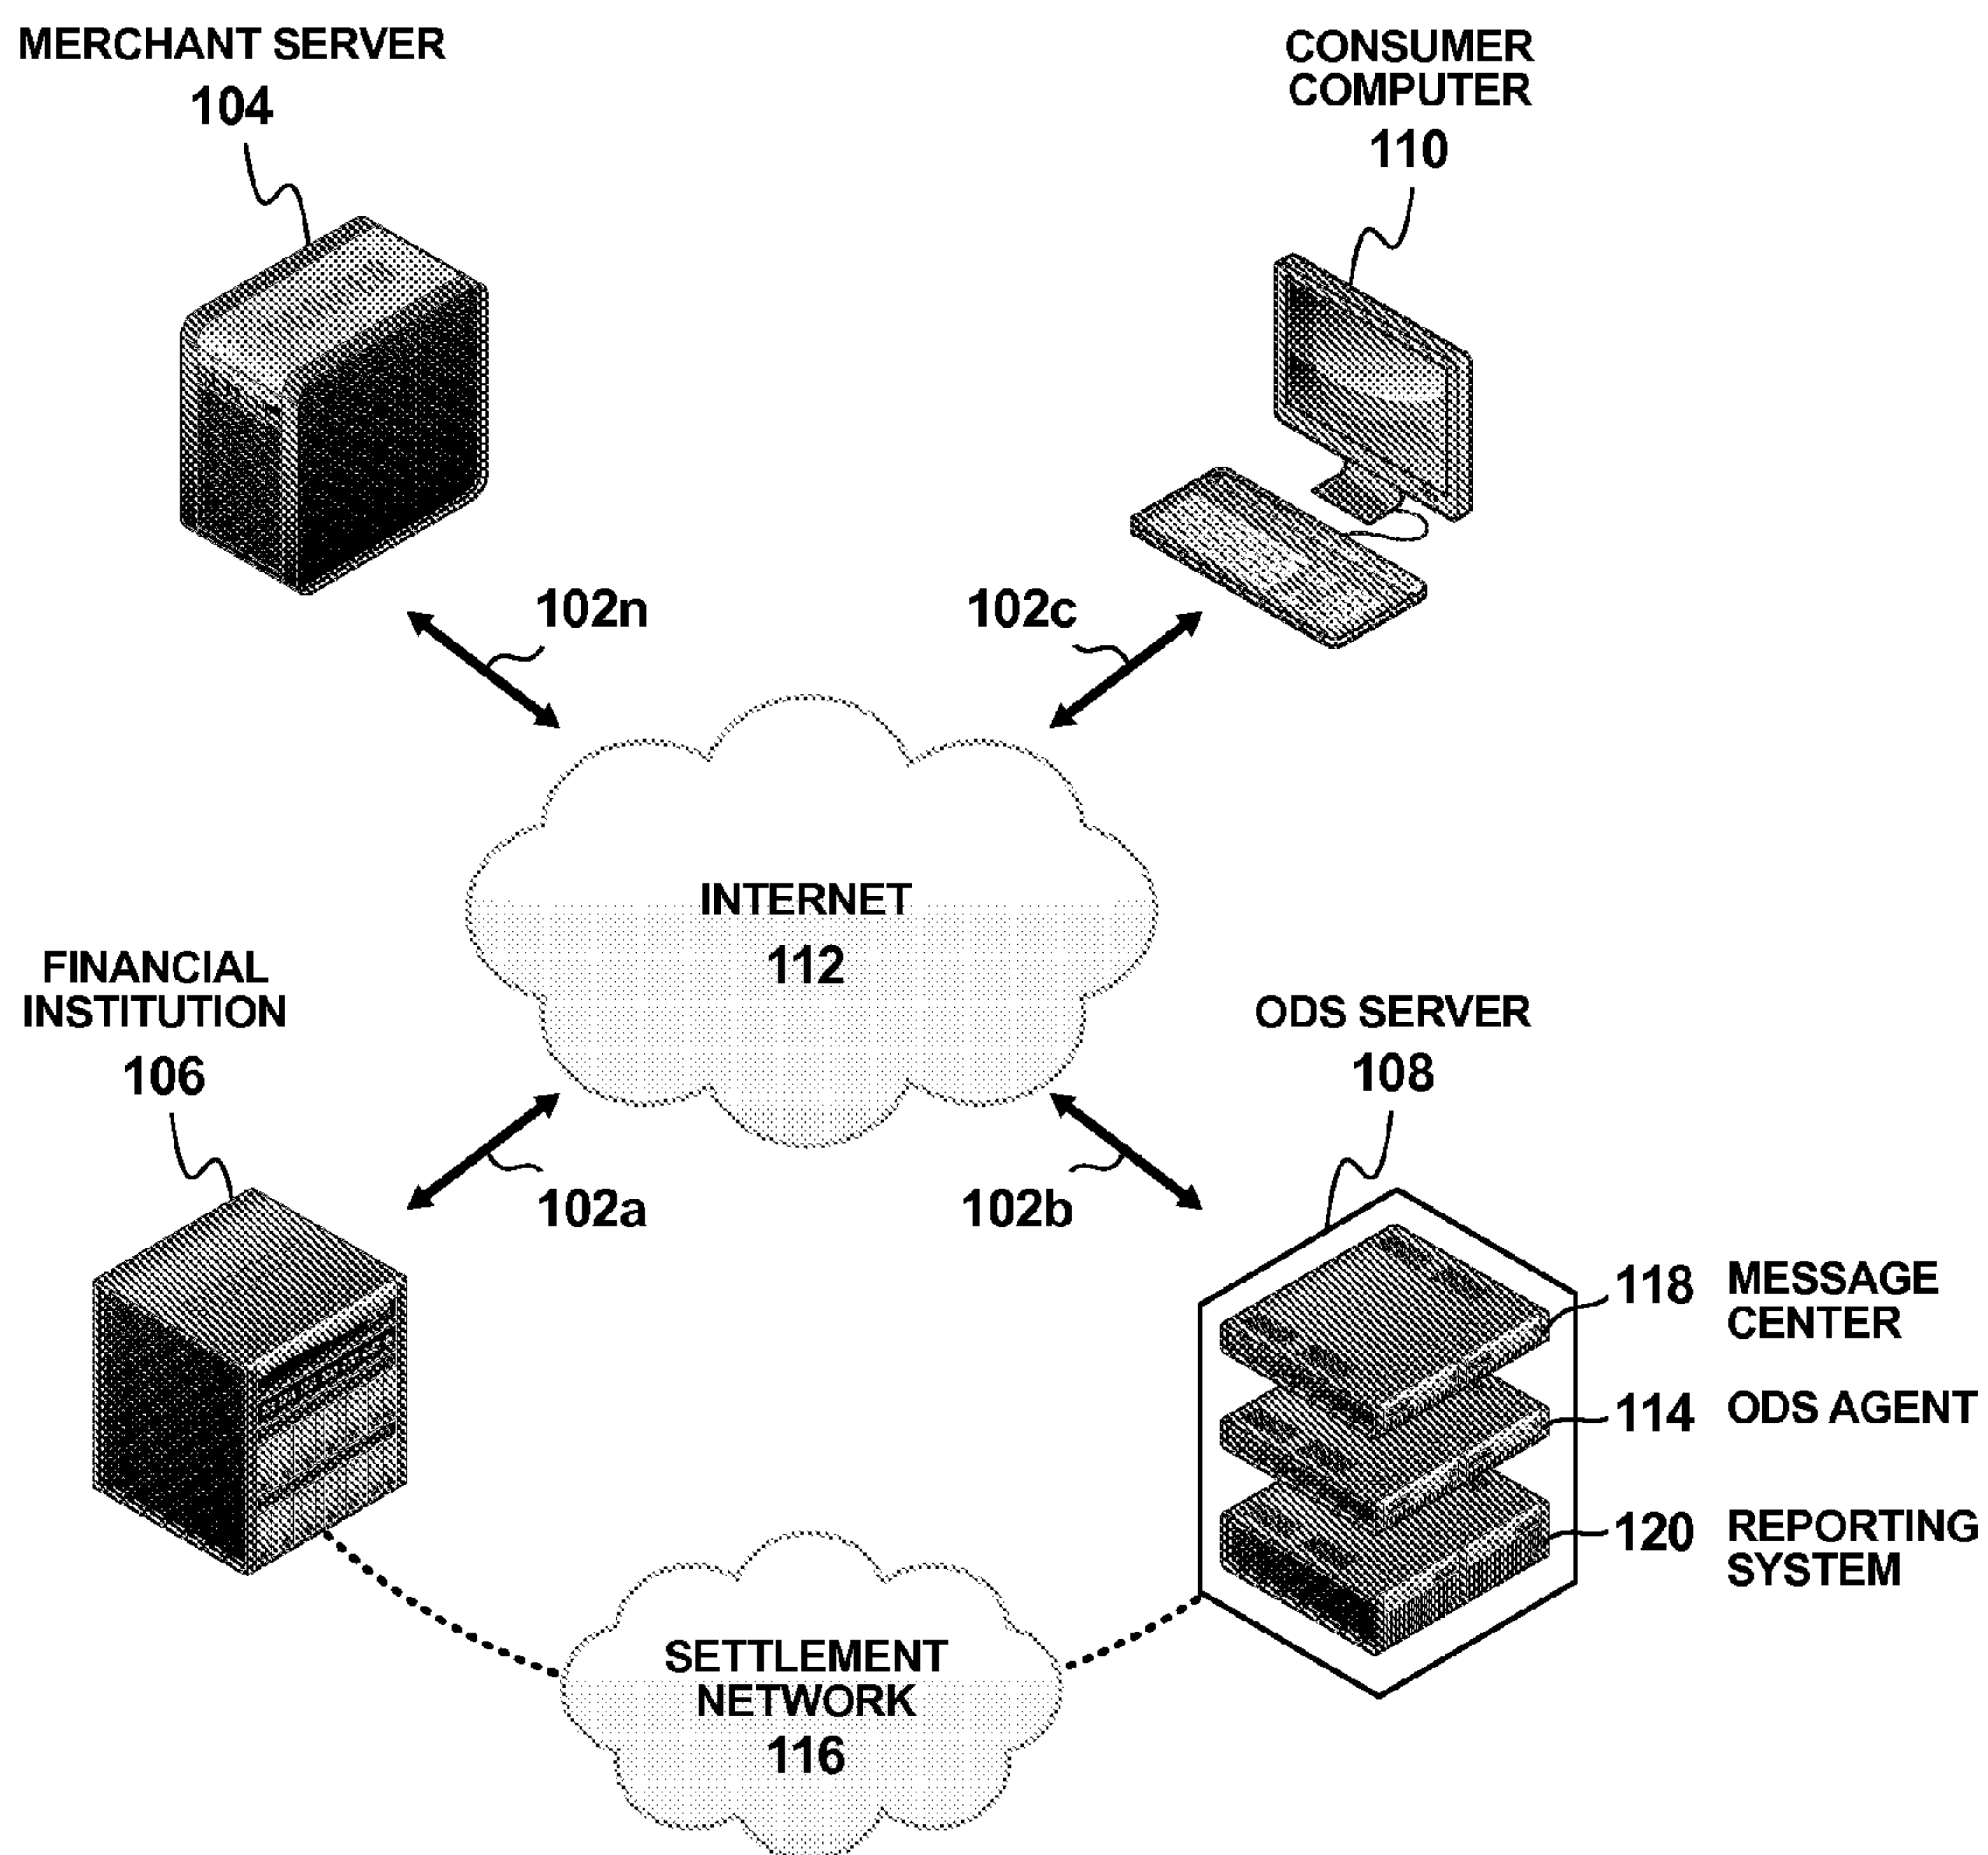 MERCHANT SERVER
104
CONSUMER
COMPUTER
110
102n
102c
INTERNET
112
FINANCIAL
INSTITUTION
106
ODS SERVER
108
102a
102b
118 MESSAGE
CENTER
114 ODS AGENT
120 REPORTING
SYSTEM
SETTLEMENT
NETWORK
116